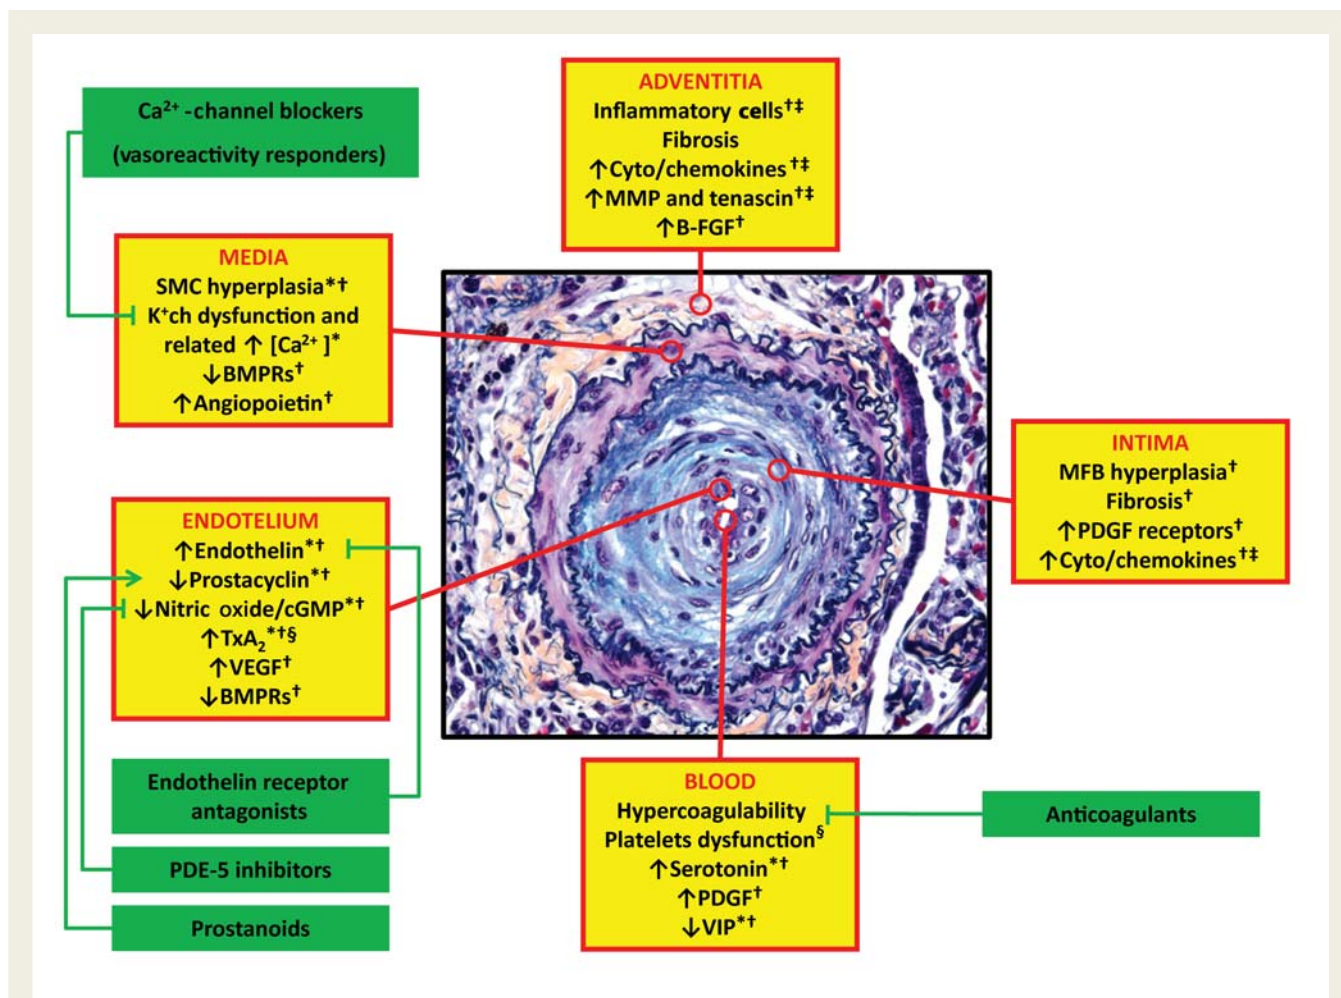 Ca²⁺ -channel blockers
(vasoreactivity responders)
ADVENTITIA
Inflammatory cells†‡
Fibrosis
↑Cyto/chemokines†‡
↑MMP and tenascin†‡
↑B-FGF†
MEDIA
SMC hyperplasia*†
K⁺ch dysfunction and
related ↑ [Ca²⁺ ]*
↓BMPRs†
↑Angiopoietin†
INTIMA
MFB hyperplasia†
Fibrosis†
↑PDGF receptors†
↑Cyto/chemokines†‡
ENDOTELIUM
↑Endothelin*†
↓Prostacyclin*†
↓Nitric oxide/cGMP*†
↑TxA₂*†§
↑VEGF†
↓BMPRs†
Endothelin receptor
antagonists
PDE-5 inhibitors
Prostanoids
BLOOD
Hypercoagulability
Platelets dysfunction§
↑Serotonin*†
↑PDGF†
↓VIP*†
Anticoagulants